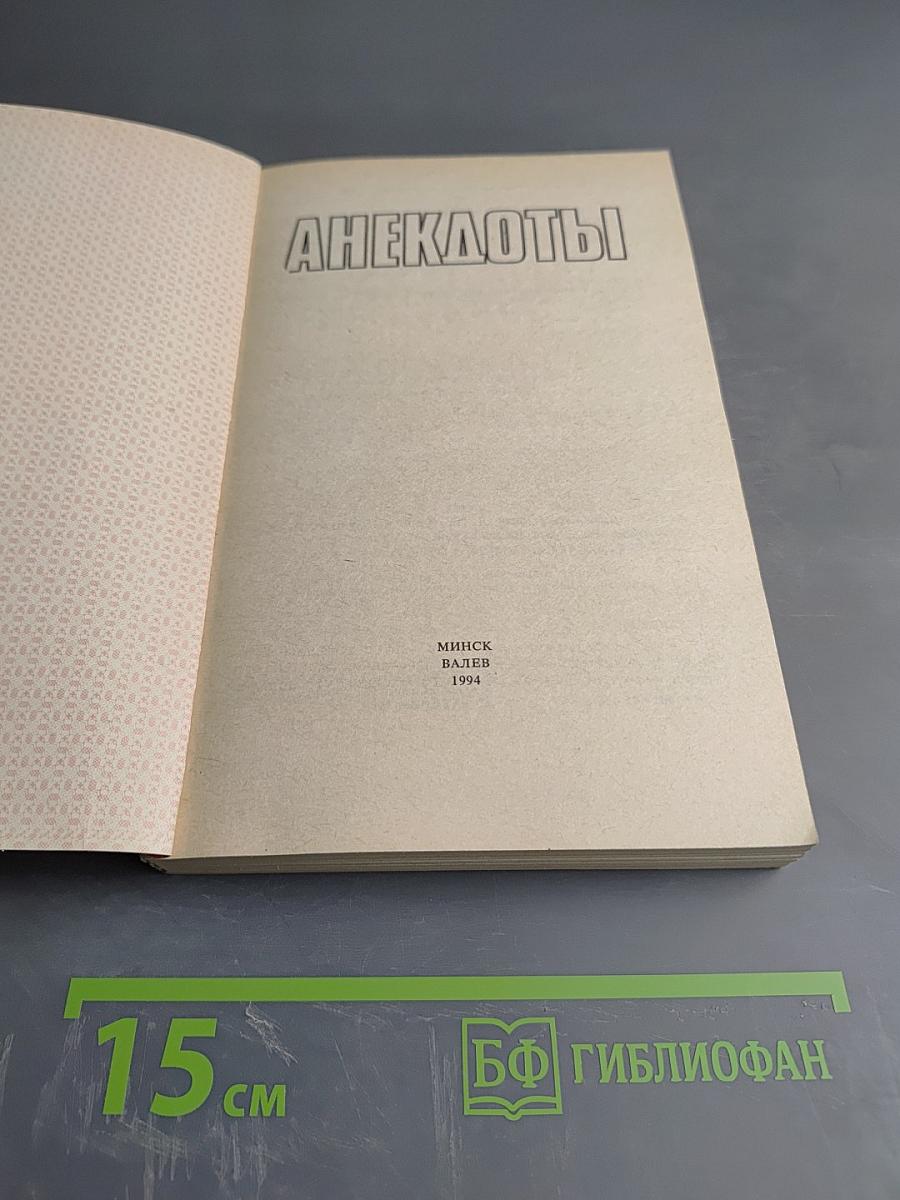 АНЕКДОТЫ
МИНСК
ВАЛЕВ
1994
15 см
БФ ГИБЛИОФАН